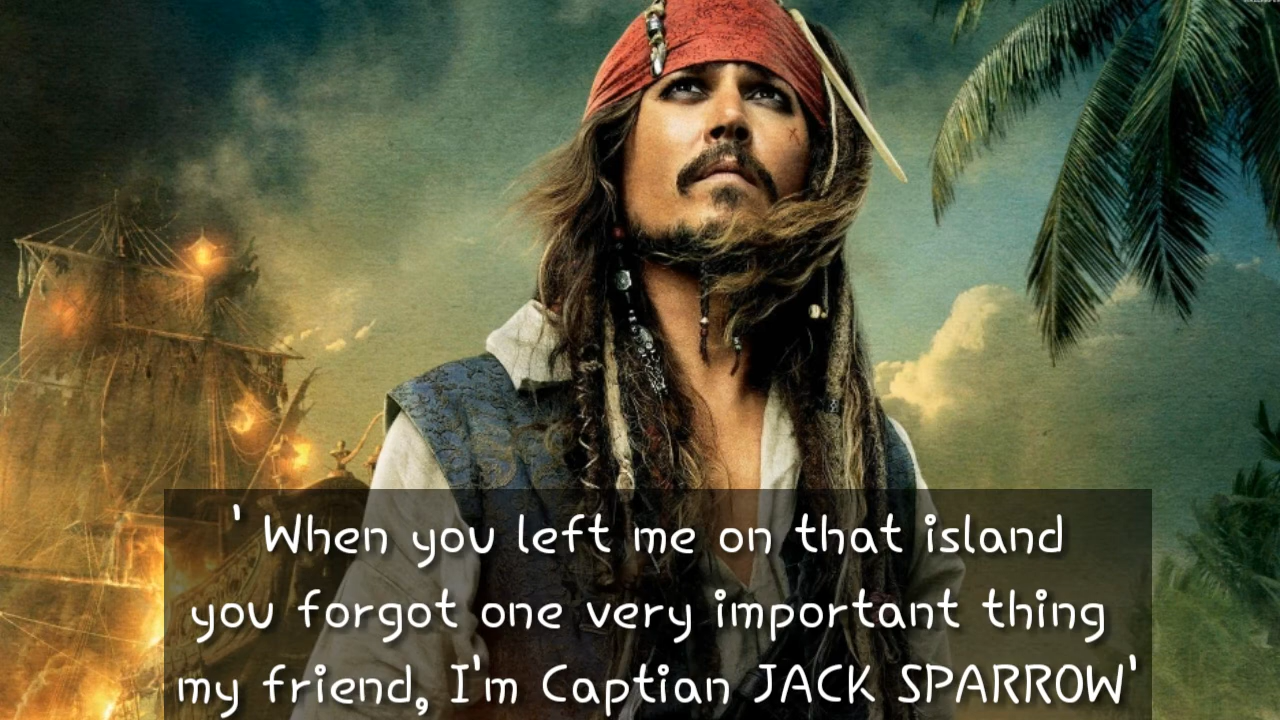 ' When you left me on that island
you forgot one very important thing
my friend, I'm Captian JACK SPARROW'